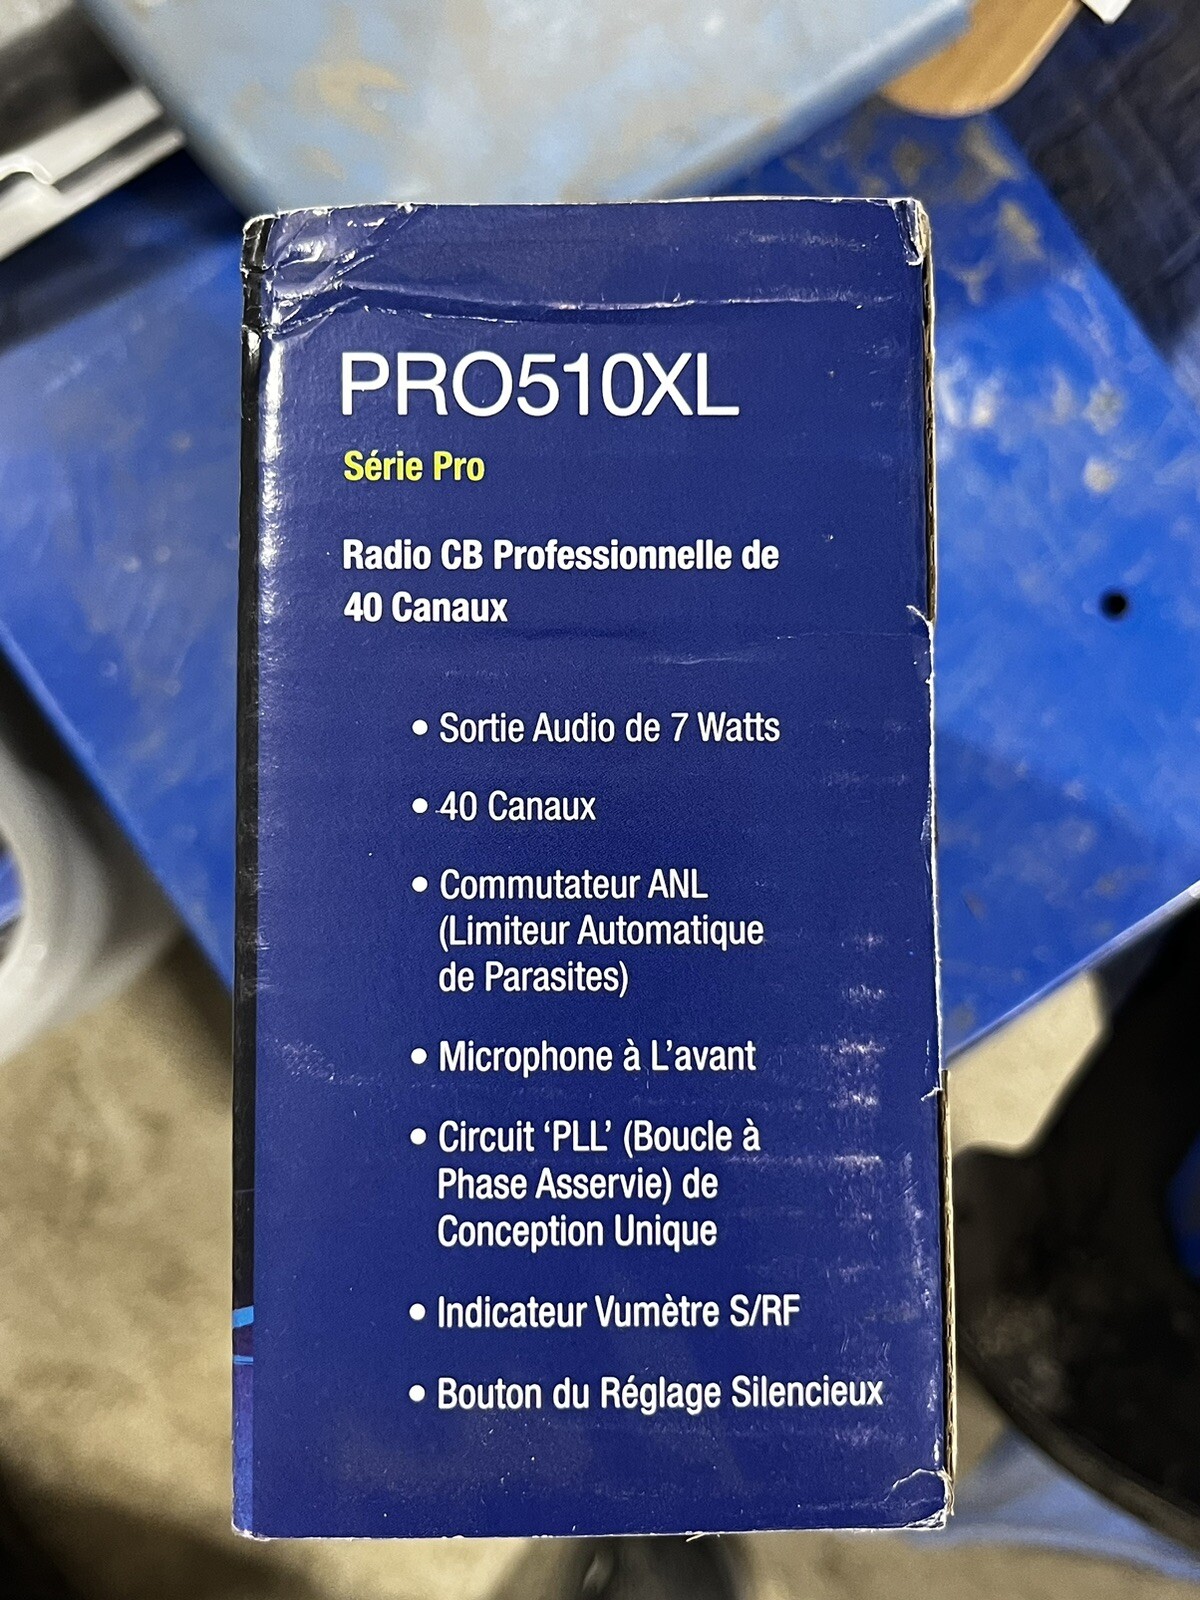 PRO510XL
Série Pro
Radio CB Professionnelle de
40 Canaux
• Sortie Audio de 7 Watts
• 40 Canaux
• Commutateur ANL
(Limiteur Automatique
de Parasites)
• Microphone à L'avant
• Circuit ‘PLL’ (Boucle à
Phase Asservie) de
Conception Unique
• Indicateur Vumètre S/RF
• Bouton du Réglage Silencieux